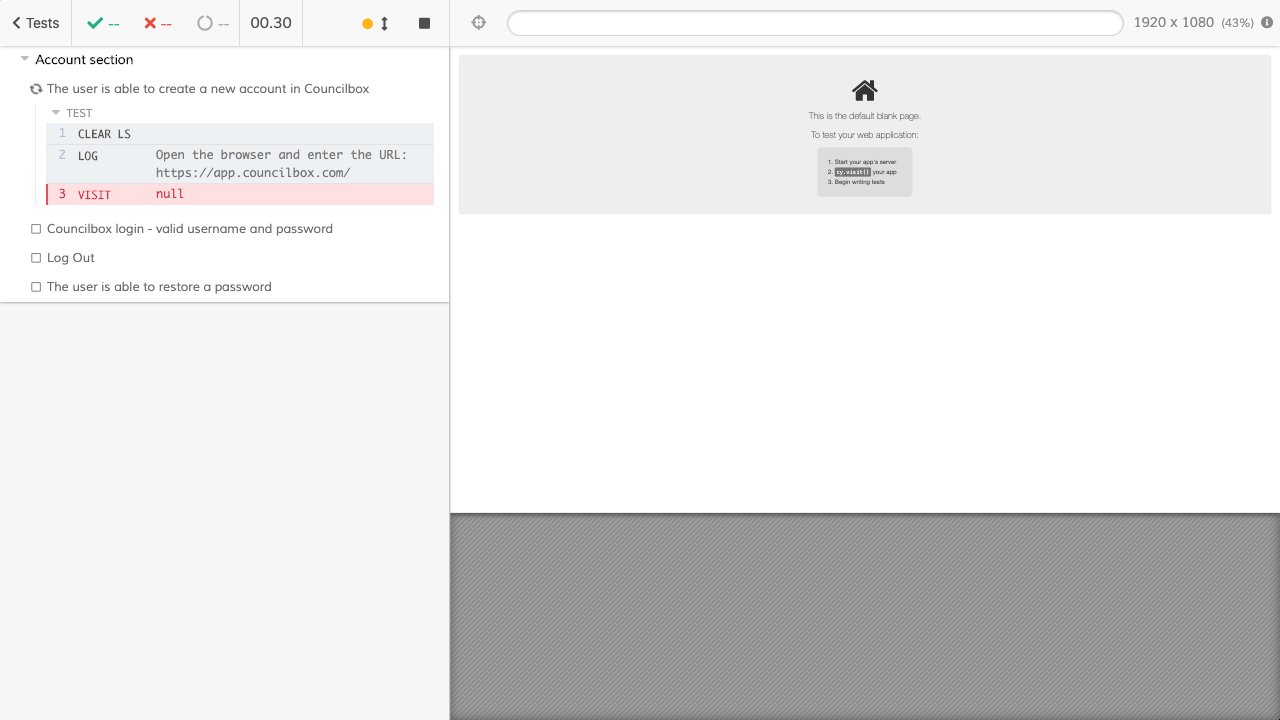 Tests -- -- -- 00.30 1920 x 1080 (43%)
Account section
The user is able to create a new account in Councilbox
TEST
1 CLEAR LS
2 LOG Open the browser and enter the URL:
https://app.councilbox.com/
3 VISIT null
Councilbox login - valid username and password
Log Out
The user is able to restore a password
This is the default blank page.
To test your web application:
1. Start your app's server
2. cy.visit() your app
3. Begin writing tests